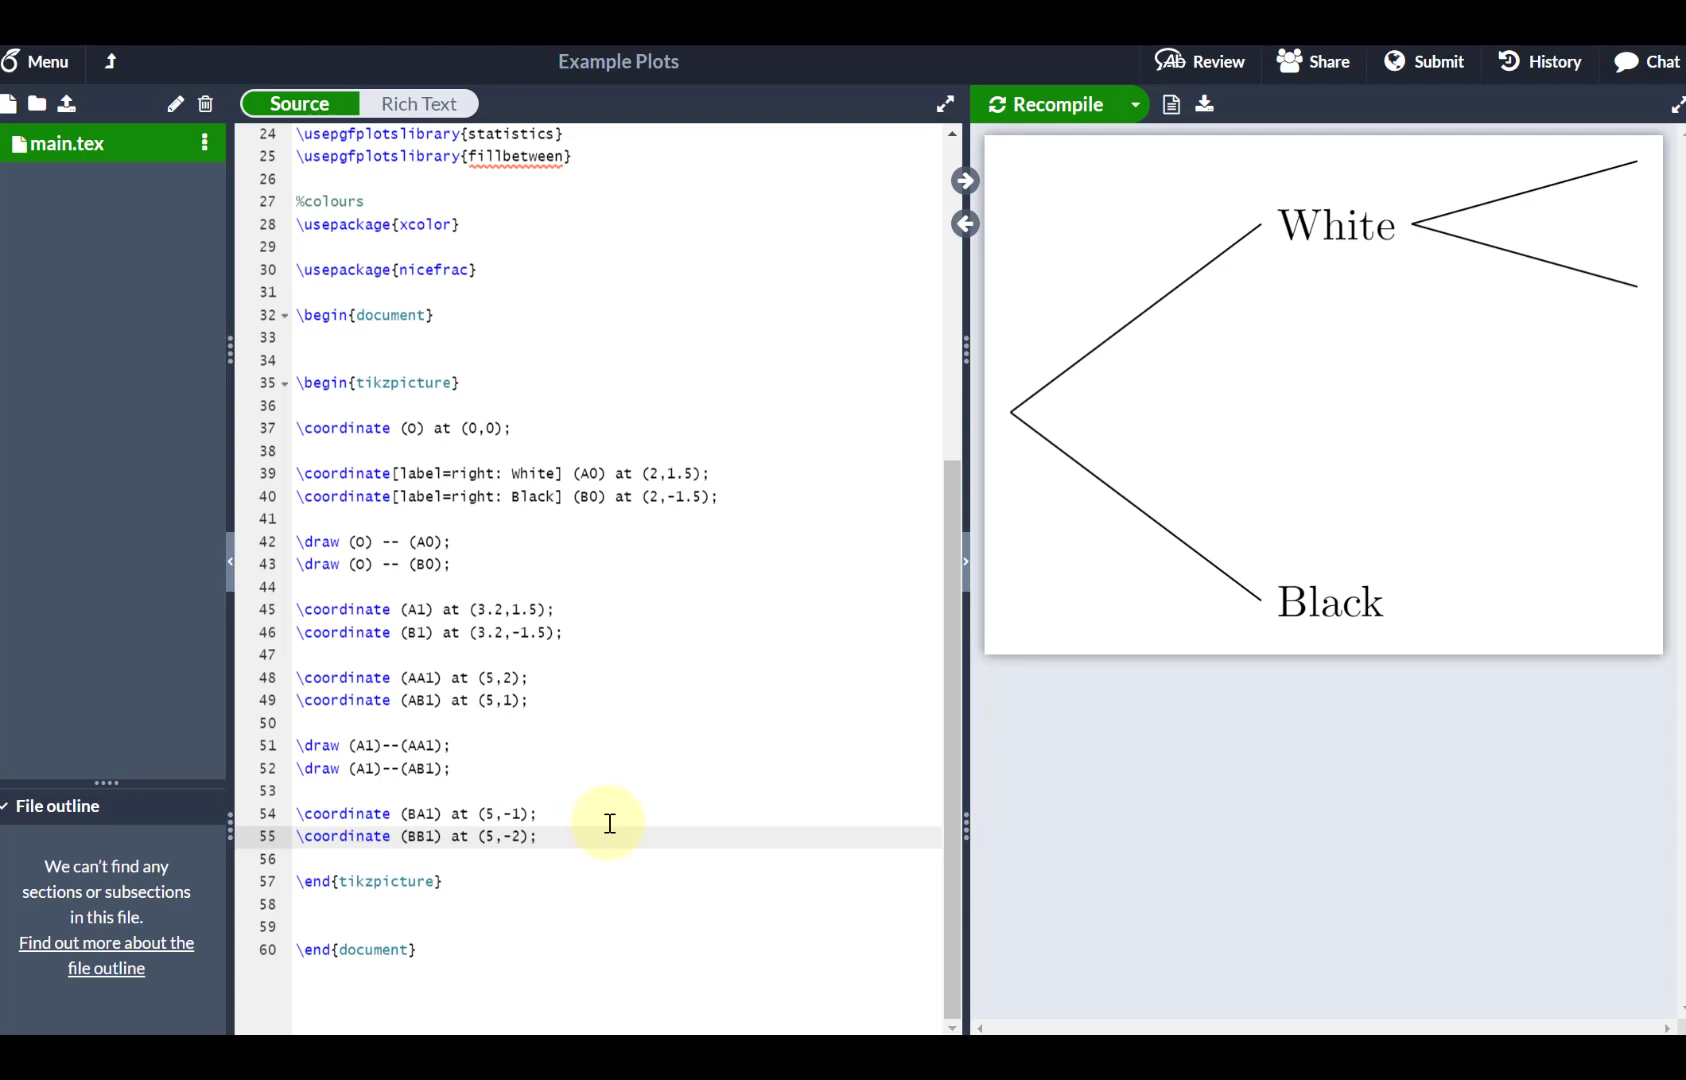 Menu
Example Plots
Review
Share
Submit
History
Chat
Source
Rich Text
Recompile
main.tex
24 \usepgfplotslibrary{statistics}
25 \usepgfplotslibrary{fillbetween}
26
27 %colours
28 \usepackage{xcolor}
29
30 \usepackage{nicefrac}
31
32 \begin{document}
33
34
35 \begin{tikzpicture}
36
37 \coordinate (O) at (0,0);
38
39 \coordinate[label=right: White] (A0) at (2,1.5);
40 \coordinate[label=right: Black] (B0) at (2,-1.5);
41
42 \draw (O) -- (A0);
43 \draw (O) -- (B0);
44
45 \coordinate (A1) at (3.2,1.5);
46 \coordinate (B1) at (3.2,-1.5);
47
48 \coordinate (AA1) at (5,2);
49 \coordinate (AB1) at (5,1);
50
51 \draw (A1)--(AA1);
52 \draw (A1)--(AB1);
53
54 \coordinate (BA1) at (5,-1);
55 \coordinate (BB1) at (5,-2);
56
57 \end{tikzpicture}
58
59
60 \end{document}
File outline
We can't find any
sections or subsections
in this file.
Find out more about the
file outline
White
Black